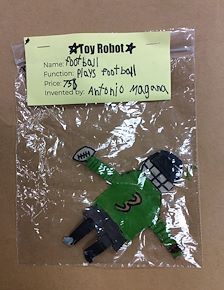 ★Toy Robot★
Name: football
Function: Plays football
Price: 75$
Invented by: Antonio Magana
3